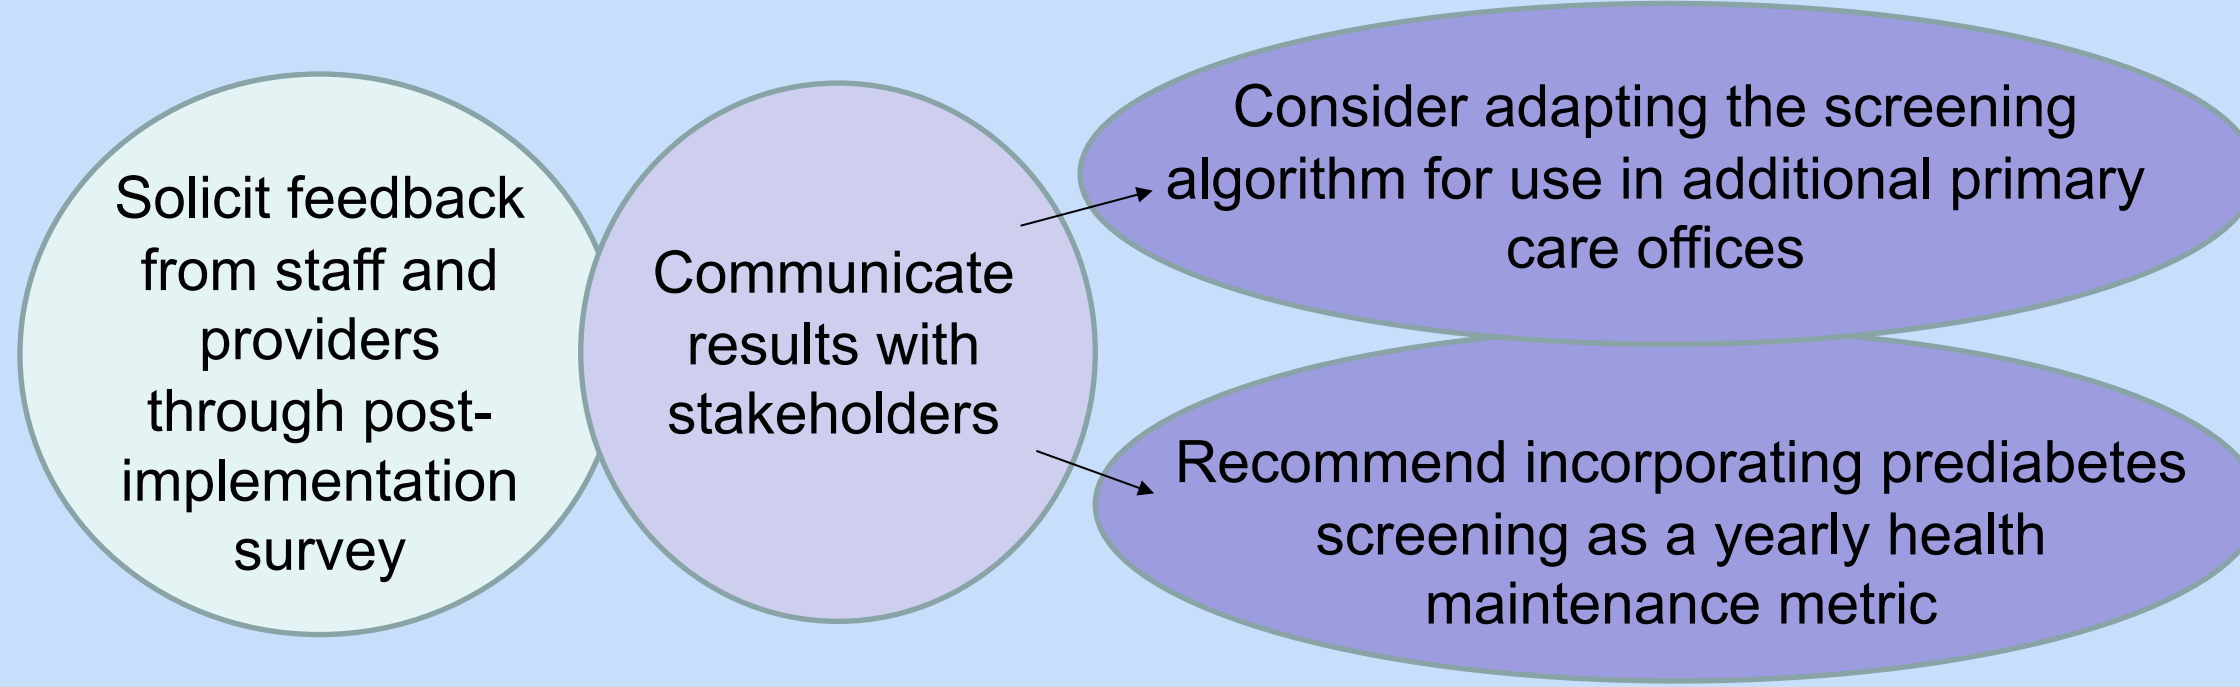 Solicit feedback
from staff and
providers
through post-
implementation
survey
Communicate
results with
stakeholders
Consider adapting the screening
algorithm for use in additional primary
care offices
Recommend incorporating prediabetes
screening as a yearly health
maintenance metric